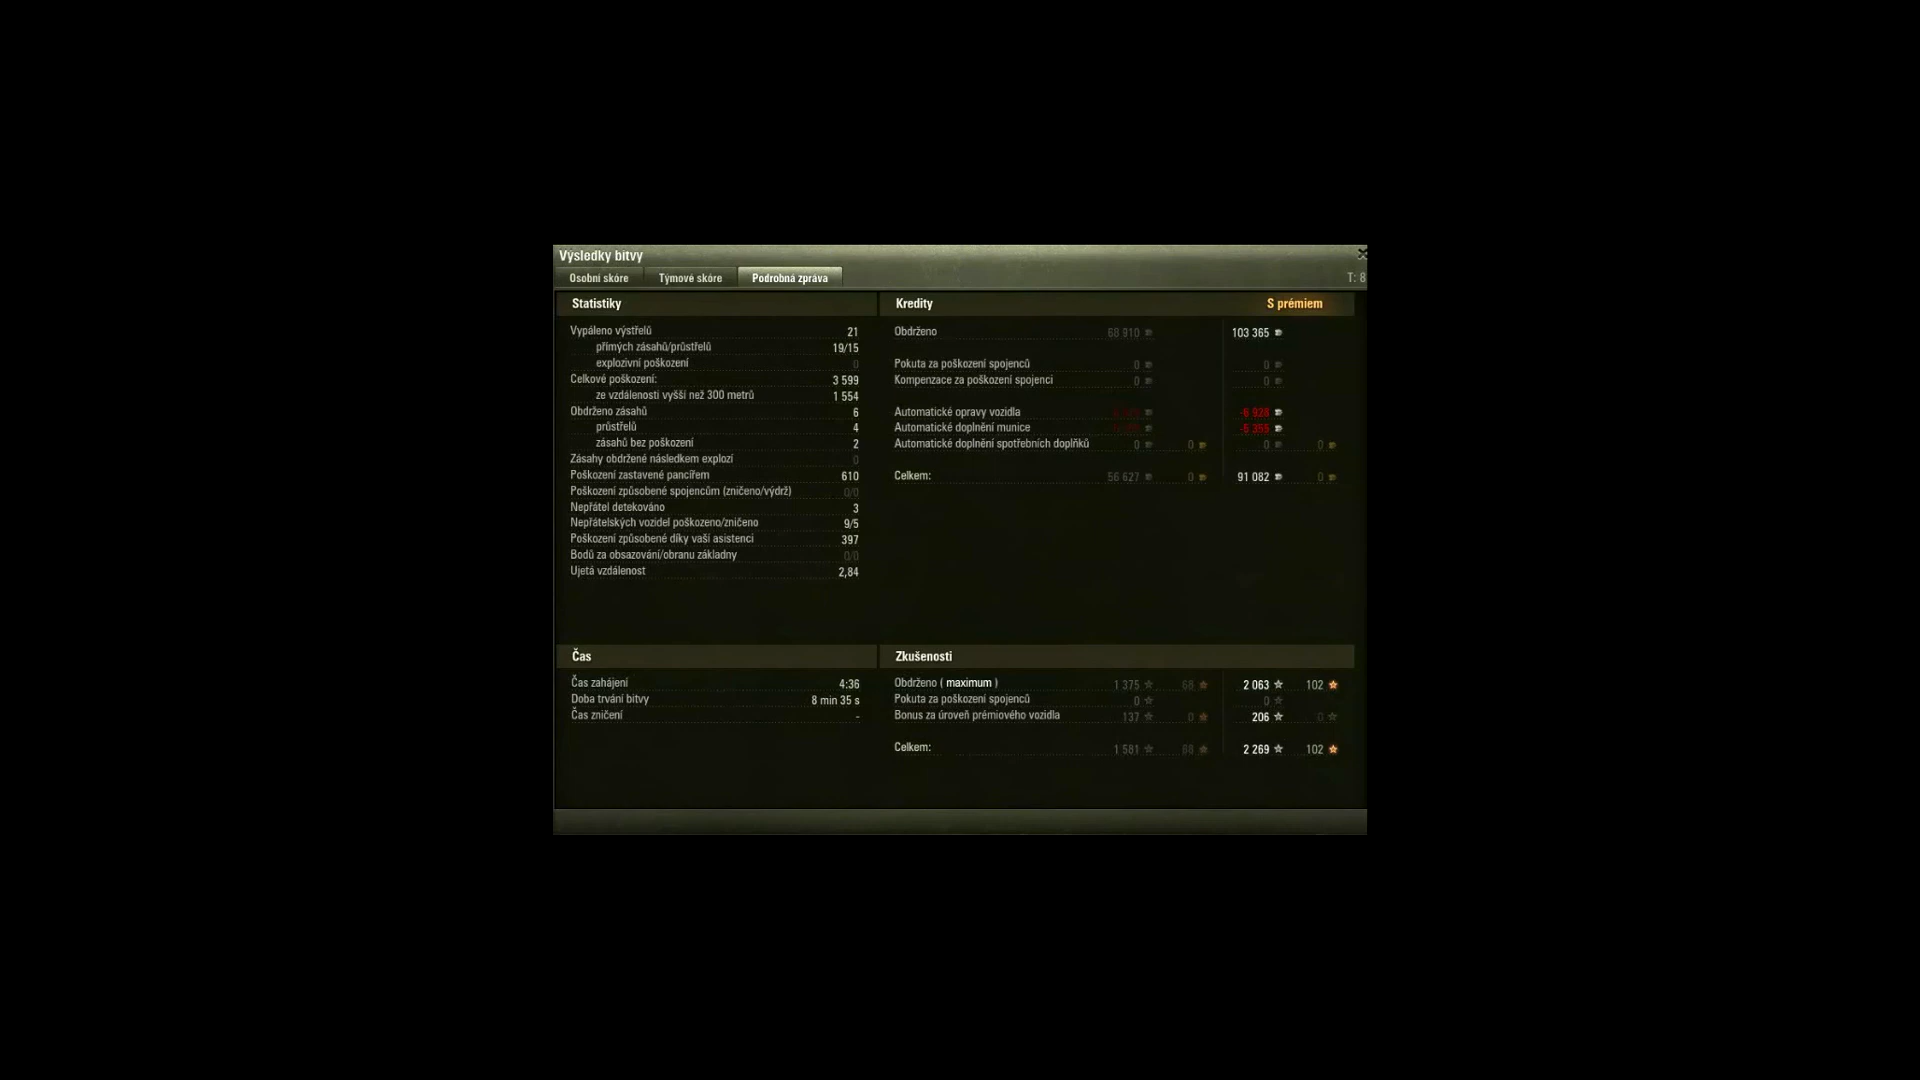 Výsledky bitvy
Osobní skóre Týmové skóre Podrobná zpráva T: 8
Statistiky
Vypáleno výstřelů 21
přímých zásahů/průstřelů 19/15
explozivní poškození 0
Celkové poškození: 3 599
ze vzdálenosti vyšší než 300 metrů 1 554
Obdrženo zásahů 6
průstřelů 4
zásahů bez poškození 2
Zásahy obdržené následkem explozí 0
Poškození zastavené pancířem 610
Poškození způsobené spojencům (zničeno/výdrž) 0/0
Nepřátel detekováno 3
Nepřátelských vozidel poškozeno/zničeno 9/5
Poškození způsobené díky vaší asistenci 397
Bodů za obsazování/obranu základny 0/0
Ujetá vzdálenost 2,84
Kredity S prémiem
Obdrženo 68 910 103 365
Pokuta za poškození spojenců 0 0
Kompenzace za poškození spojenci 0 0
Automatické opravy vozidla -6 928
Automatické doplnění munice -5 355
Automatické doplnění spotřebních doplňků 0 0 0 0
Celkem: 56 627 0 91 082 0
Čas
Čas zahájení 4:36
Doba trvání bitvy 8 min 35 s
Čas zničení -
Zkušenosti
Obdrženo ( maximum ) 1 375 68 2 063 102
Pokuta za poškození spojenců 0 0
Bonus za úroveň prémiového vozidla 137 0 206 0
Celkem: 1 581 68 2 269 102